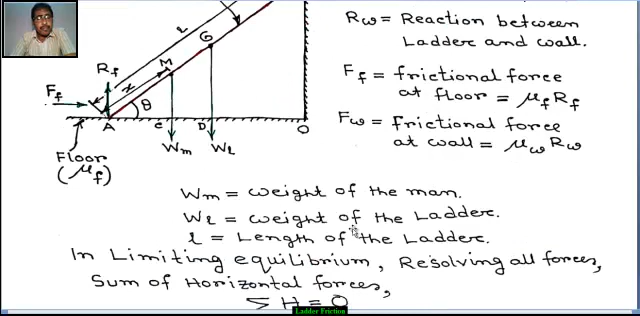 Rw = Reaction between
Ladder and wall.
l
G
M
x
Rf
Ff
θ
A
C
D
O
Wm
Wl
Floor
(μf)
Ff = frictional force
at floor = μf Rf
Fw = frictional force
at wall = μw Rw
Wm = weight of the man.
Wl = weight of the Ladder.
l = Length of the Ladder.
In Limiting equilibrium, Resolving all forces,
Sum of Horizontal forces,
Σ H = 0
Ladder Friction